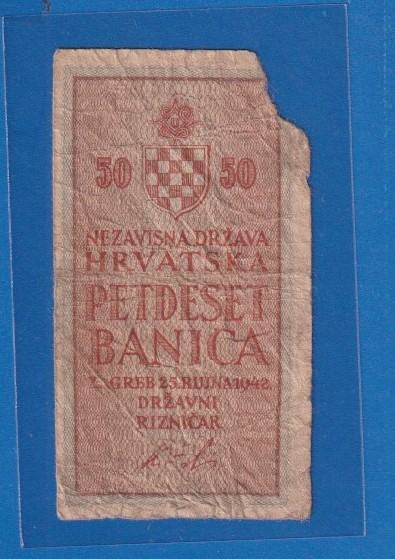 50 50
NEZAVISNA DRŽAVA
HRVATSKA
PETDESET
BANICA
ZAGREB 25. RUJNA 1942.
DRŽAVNI
RIZNIČAR